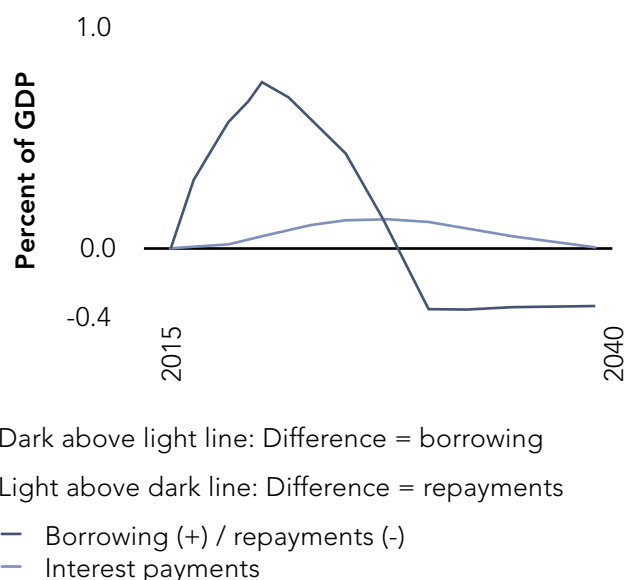 1.0
Percent of GDP
0.0
-0.4
2015
2040
Dark above light line: Difference = borrowing
Light above dark line: Difference = repayments
Borrowing (+) / repayments (-)
Interest payments